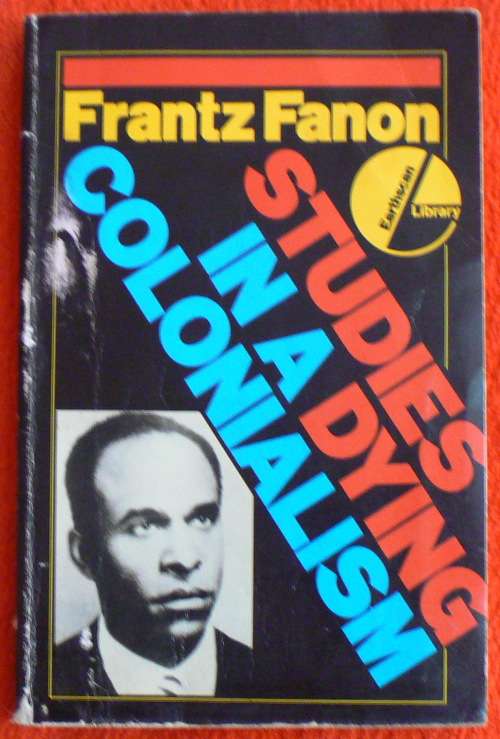 Frantz Fanon
Earthscan
Library
STUDIES
IN A DYING
COLONIALISM